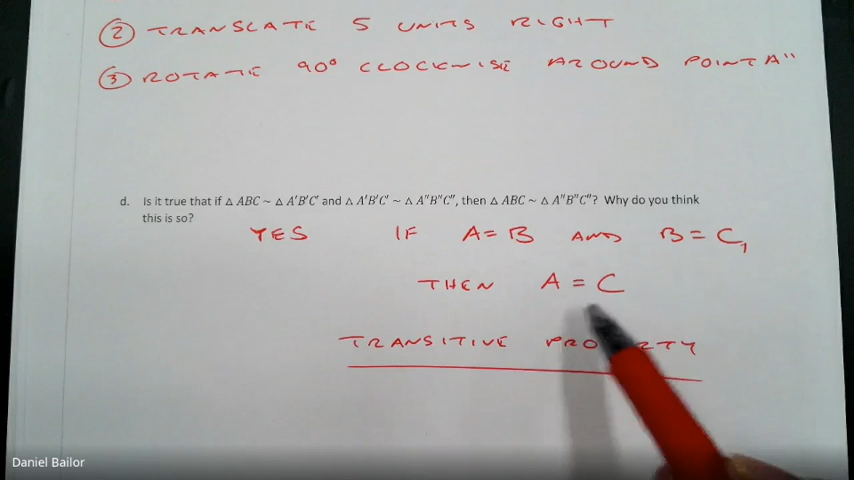 ② TRANSLATE 5 UNITS RIGHT
③ ROTATE 90° CLOCKWISE AROUND POINT A"
d. Is it true that if △ ABC ~ △ A'B'C' and △ A'B'C' ~ △ A"B"C", then △ ABC ~ △ A"B"C"? Why do you think
this is so?
YES IF A = B AND B = C,
THEN A = C
TRANSITIVE PROPERTY
Daniel Bailor